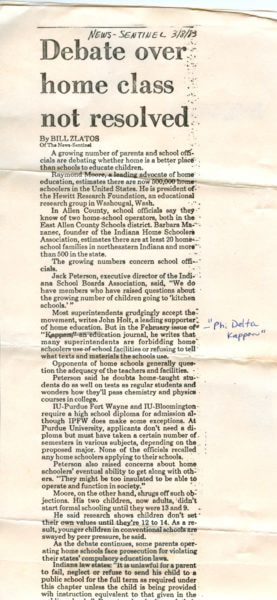 NEWS-SENTINEL 3/8/83
Debate over
home class
not resolved
By BILL ZLATOS
Of The News-Sentinel
A growing number of parents and school offi-
cials are debating whether home is a better place
than schools to educate children.
Raymond Moore, a leading advocate of home
education, estimates there are now 500,000 home
schoolers in the United States. He is president of
the Hewitt Research Foundation, an educational
research group in Washougal, Wash.
In Allen County, school officials say they
know of two home-school operators, both in the
East Allen County Schools district. Barbara Ma-
zaner, founder of the Indiana Home Schoolers
Association, estimates there are at least 20 home-
school families in northeastern Indiana and more
than 500 in the state.
The growing numbers concern school offi-
cials.
Jack Peterson, executive director of the India-
na School Boards Association, said, "We do
have members who have raised questions about
the growing number of children going to 'kitchen
schools.' "
Most superintendents grudgingly accept the
movement, writes John Holt, a leading supporter
of home education. But in the February issue of
"Kappen," an education journal, he writes that
many superintendents are forbidding home
schoolers use of school facilities or refusing to tell
what texts and materials the schools use.
"Phi Delta
Kappan"
Opponents of home schools generally ques-
tion the adequacy of the teachers and facilities.
Peterson said he doubts home-taught stu-
dents do as well on tests as regular students and
wonders how they'll pass chemistry and physics
courses in college.
IU-Purdue Fort Wayne and IU-Bloomington
require a high school diploma for admission al-
though IPFW does make some exceptions. At
Purdue University, applicants don't need a di-
ploma but must have taken a certain number of
semesters in various subjects, depending on the
proposed major. None of the officials recalled
any home schoolers applying to their schools.
Peterson also raised concerns about home
schoolers' eventual ability to get along with oth-
ers. "They might be too insulated to be able to
operate and function in society."
Moore, on the other hand, shrugs off such ob-
jections. His two children, now adults, didn't
start formal schooling until they were 13 and 9.
He said research shows children don't set
their own values until they're 12 to 14. As a re-
sult, younger children in conventional schools are
swayed by peer pressure, he said.
As the debate continues, some parents oper-
ating home schools face prosecution for violating
their states' compulsory education laws.
Indiana law states: "It is unlawful for a parent
to fail, neglect or refuse to send his child to a
public school for the full term as required under
this chapter unless the child is being provided
with instruction equivalent to that given in the